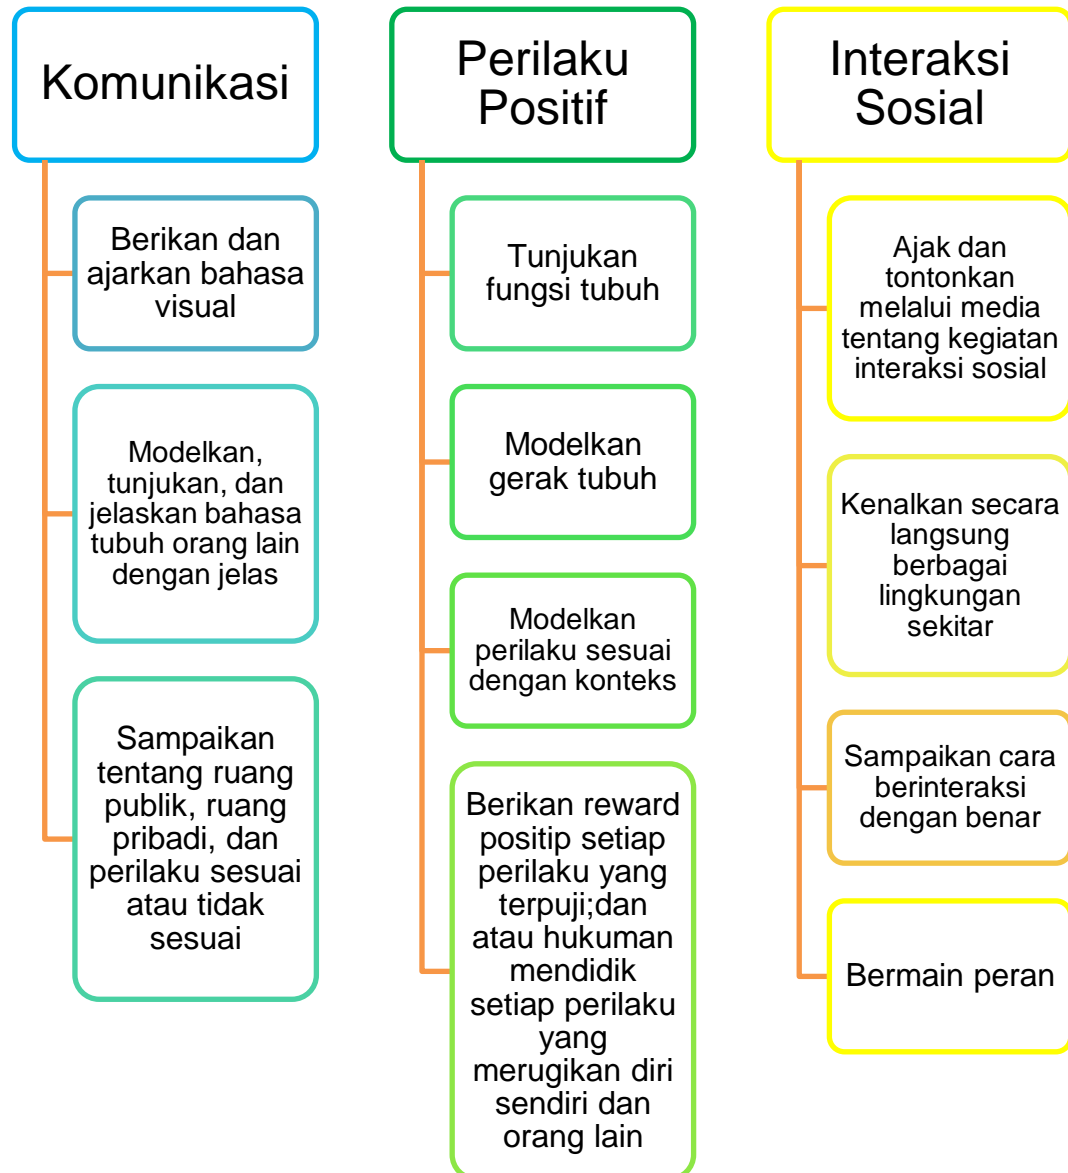 Komunikasi
Berikan dan
ajarkan bahasa
visual
Modelkan,
tunjukan, dan
jelaskan bahasa
tubuh orang lain
dengan jelas
Sampaikan
tentang ruang
publik, ruang
pribadi, dan
perilaku sesuai
atau tidak
sesuai
Perilaku
Positif
Tunjukan
fungsi tubuh
Modelkan
gerak tubuh
Modelkan
perilaku sesuai
dengan konteks
Berikan reward
positip setiap
perilaku yang
terpuji;dan
atau hukuman
mendidik
setiap perilaku
yang
merugikan diri
sendiri dan
orang lain
Interaksi
Sosial
Ajak dan
tontonkan
melalui media
tentang kegiatan
interaksi sosial
Kenalkan secara
langsung
berbagai
lingkungan
sekitar
Sampaikan cara
berinteraksi
dengan benar
Bermain peran